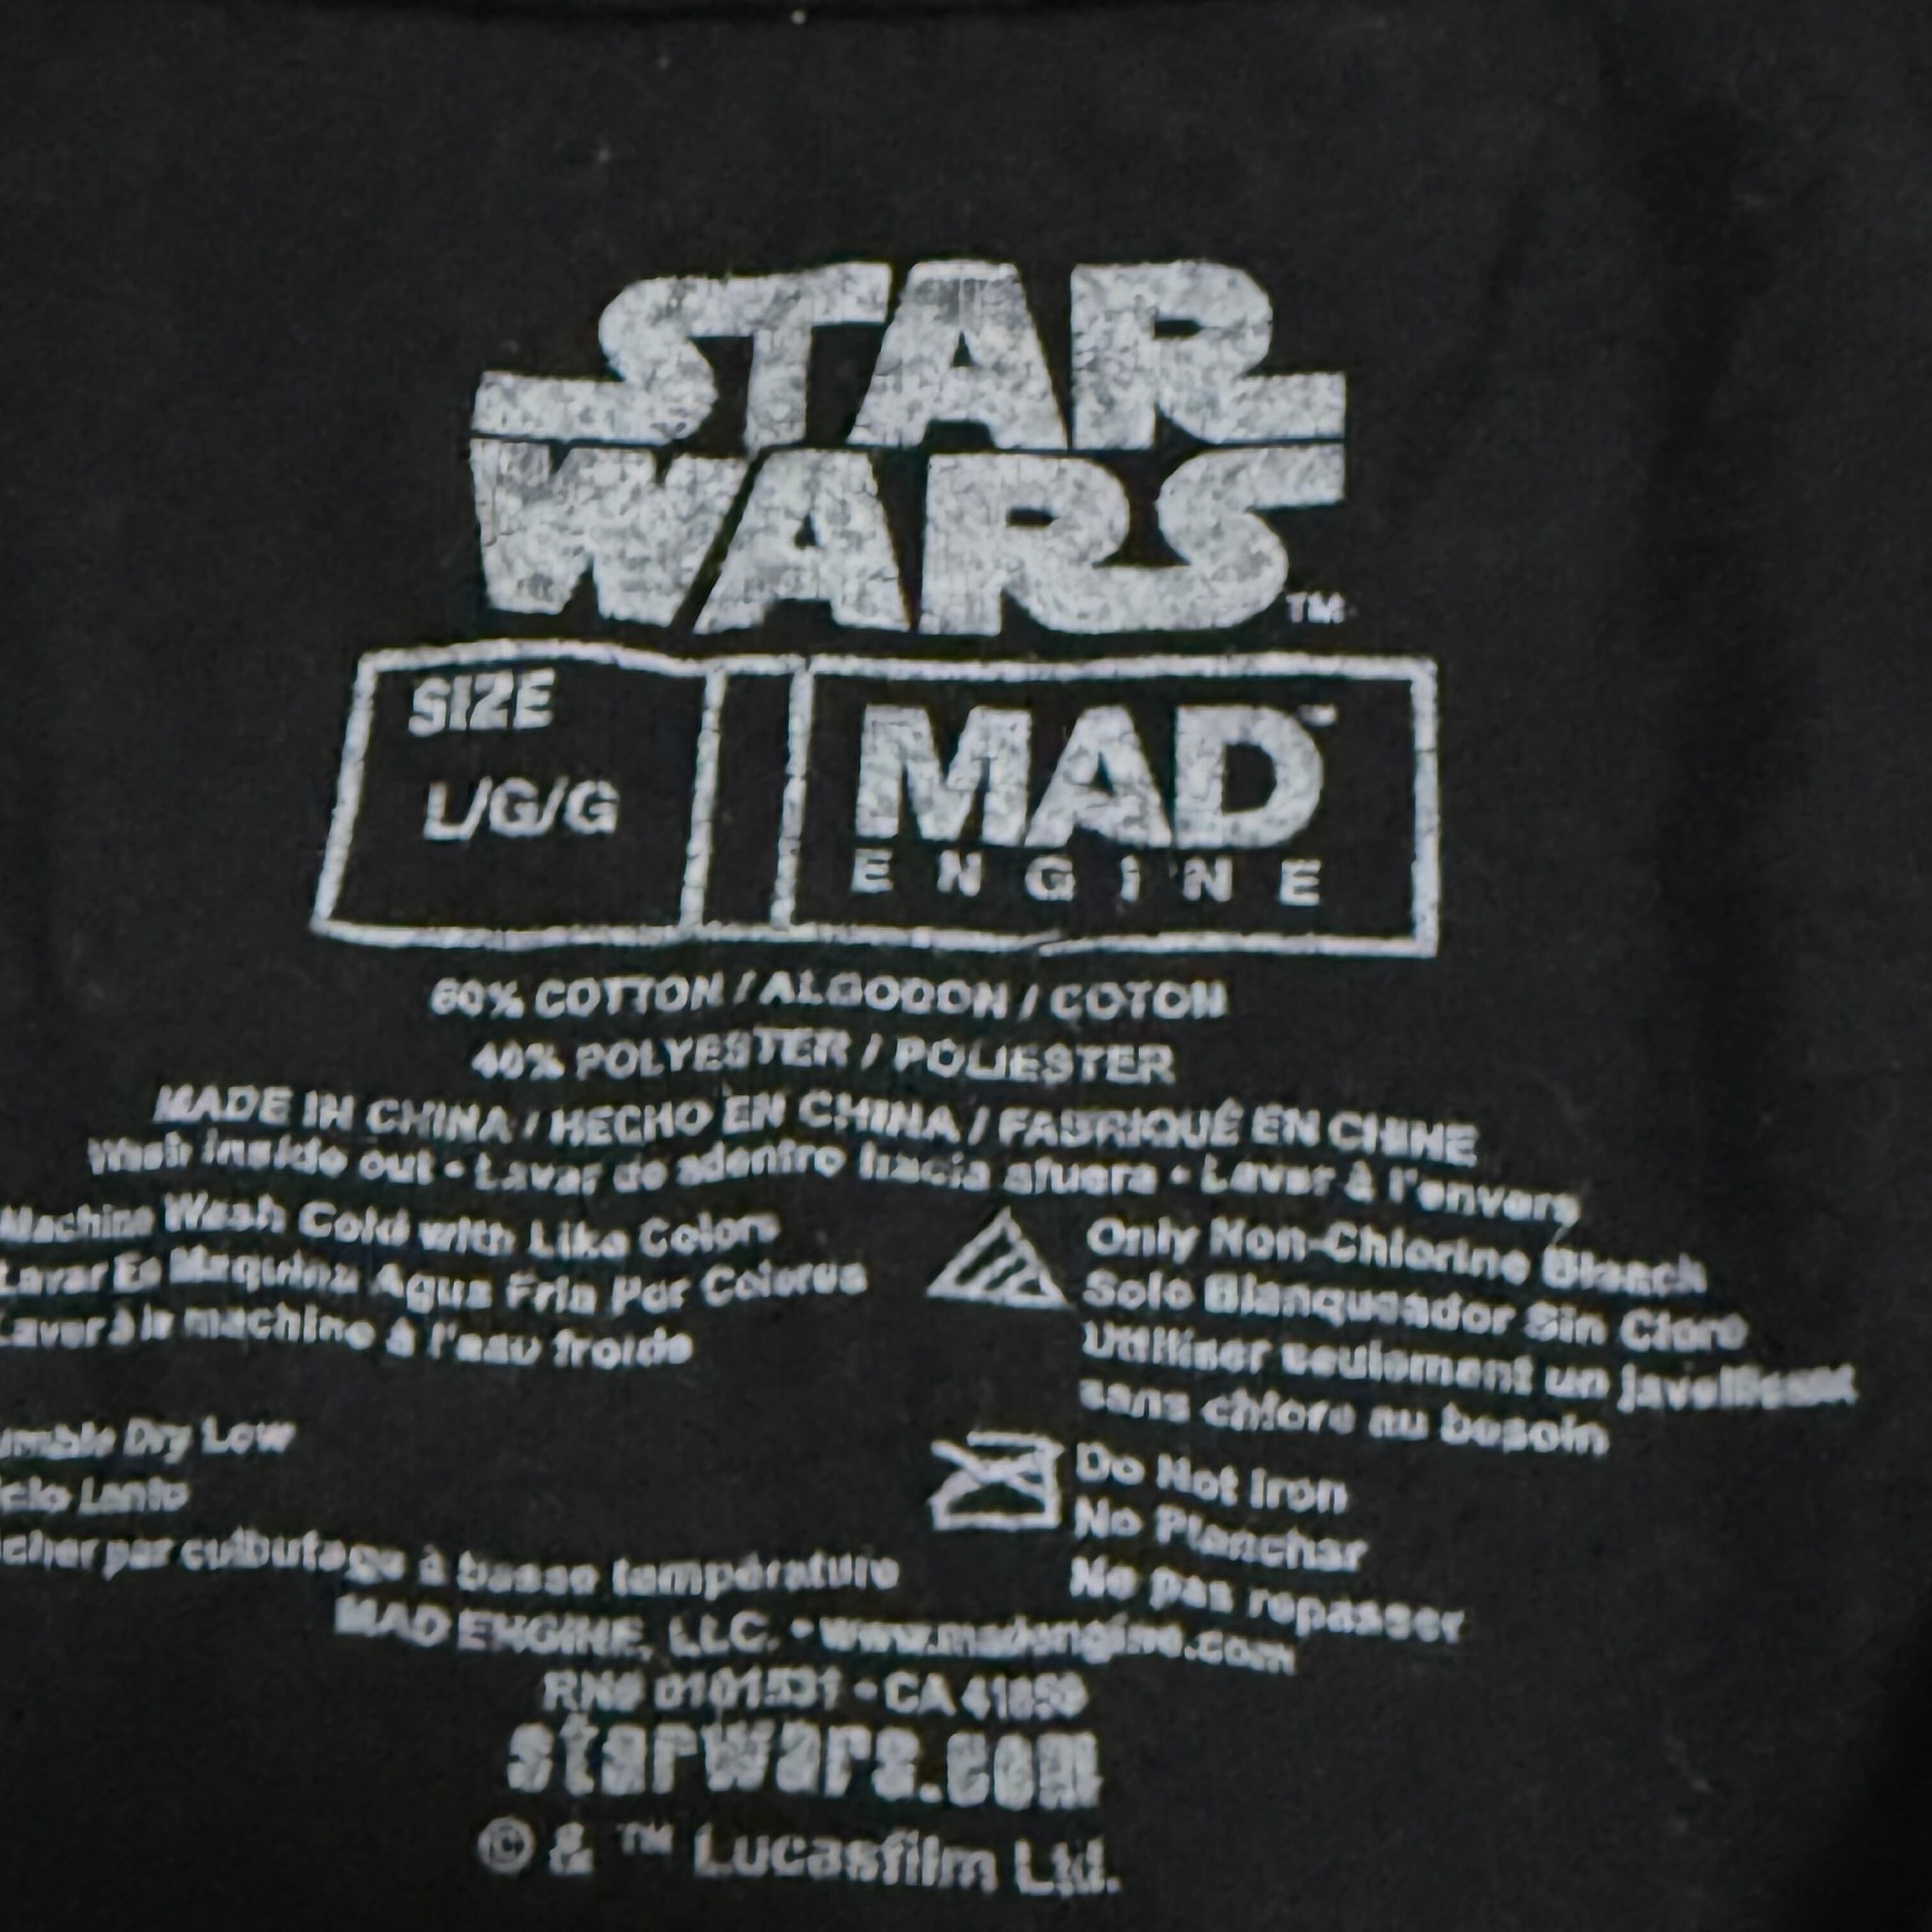 STAR
WARS TM
SIZE
L/G/G
MAD
ENGINE
60% COTTON / ALGODON / COTON
40% POLYESTER / POLIESTER
MADE IN CHINA / HECHO EN CHINA / FABRIQUÉ EN CHINE
Wash inside out • Lavar de adentro hacia afuera • Laver à l'envers
Machine Wash Cold with Like Colors
Lavar En Maquina Agua Fria Por Colores
Laver à la machine à l'eau froide
Only Non-Chlorine Bleach
Solo Blanqueador Sin Cloro
Utiliser seulement un javellisant
sans chlore au besoin
Dry Low
Lento
par culbutage à basse température
Do Not Iron
No Planchar
Ne pas repasser
MAD ENGINE, LLC. • www.madengine.com
RN# 0101531 • CA
starwars.com
© & TM Lucasfilm Ltd.